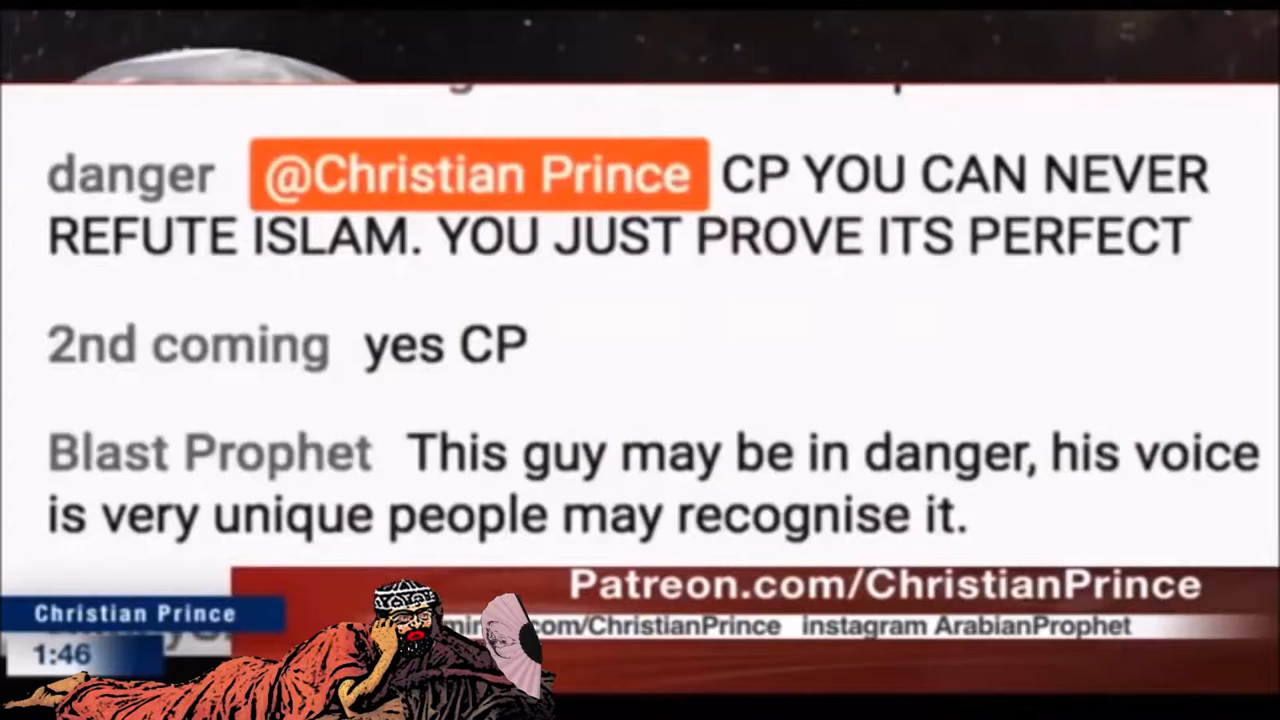 danger @Christian Prince CP YOU CAN NEVER
REFUTE ISLAM. YOU JUST PROVE ITS PERFECT
2nd coming yes CP
Blast Prophet This guy may be in danger, his voice
is very unique people may recognise it.
Patreon.com/ChristianPrince
Christian Prince
com/ChristianPrince instagram ArabianProphet
1:46